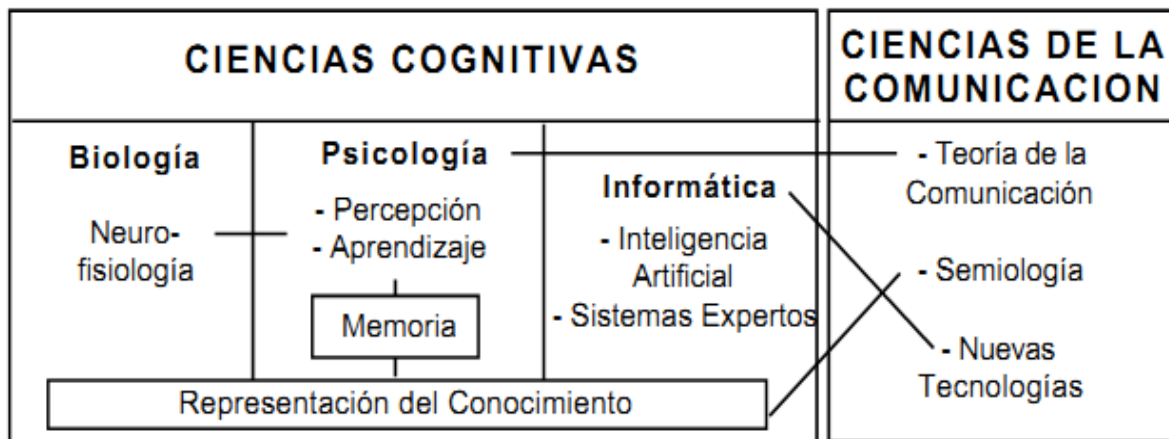 CIENCIAS COGNITIVAS
Biología
Neuro-
fisiología
Psicología
- Percepción
- Aprendizaje
Memoria
Informática
- Inteligencia
Artificial
- Sistemas Expertos
Representación del Conocimiento
CIENCIAS DE LA
COMUNICACION
- Teoría de la
Comunicación
- Semiología
- Nuevas
Tecnologías